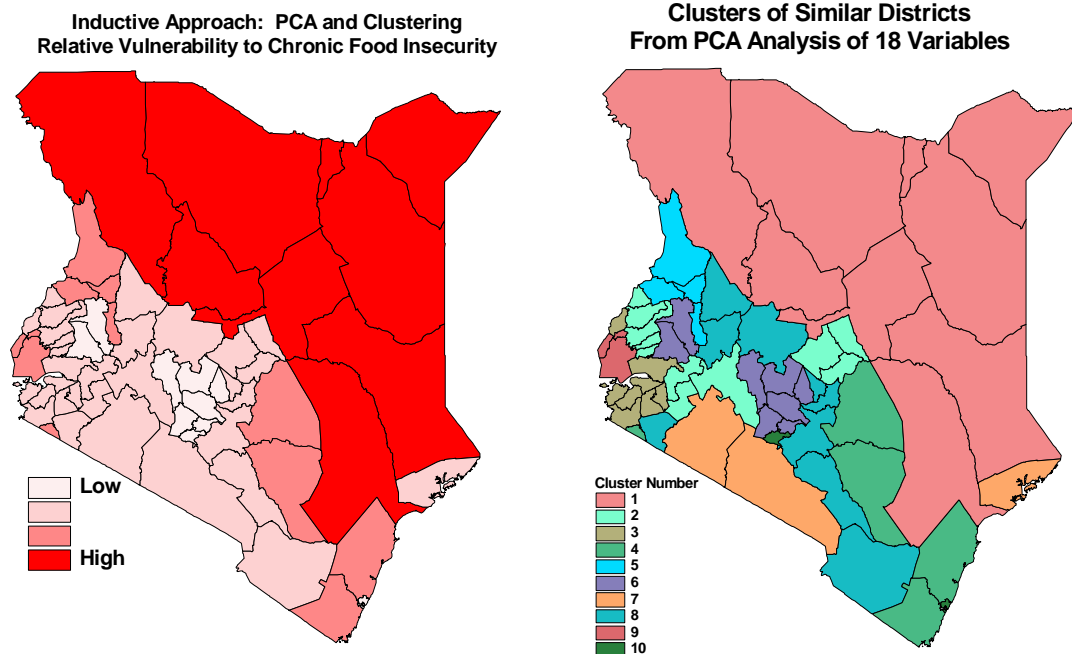 Inductive Approach: PCA and Clustering
Relative Vulnerability to Chronic Food Insecurity
Low
High
Clusters of Similar Districts
From PCA Analysis of 18 Variables
Cluster Number
1
2
3
4
5
6
7
8
9
10